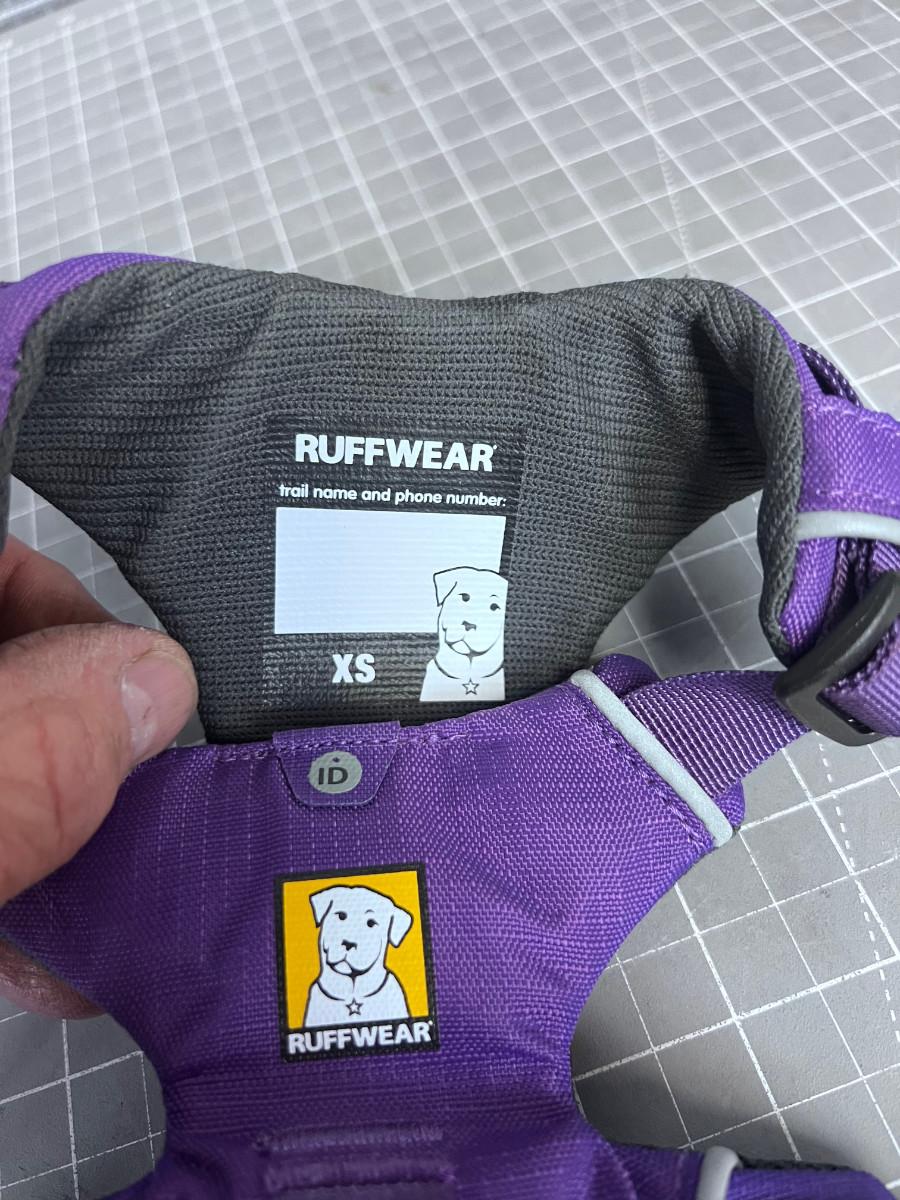 RUFFWEAR®
trail name and phone number:
XS
ID
RUFFWEAR®